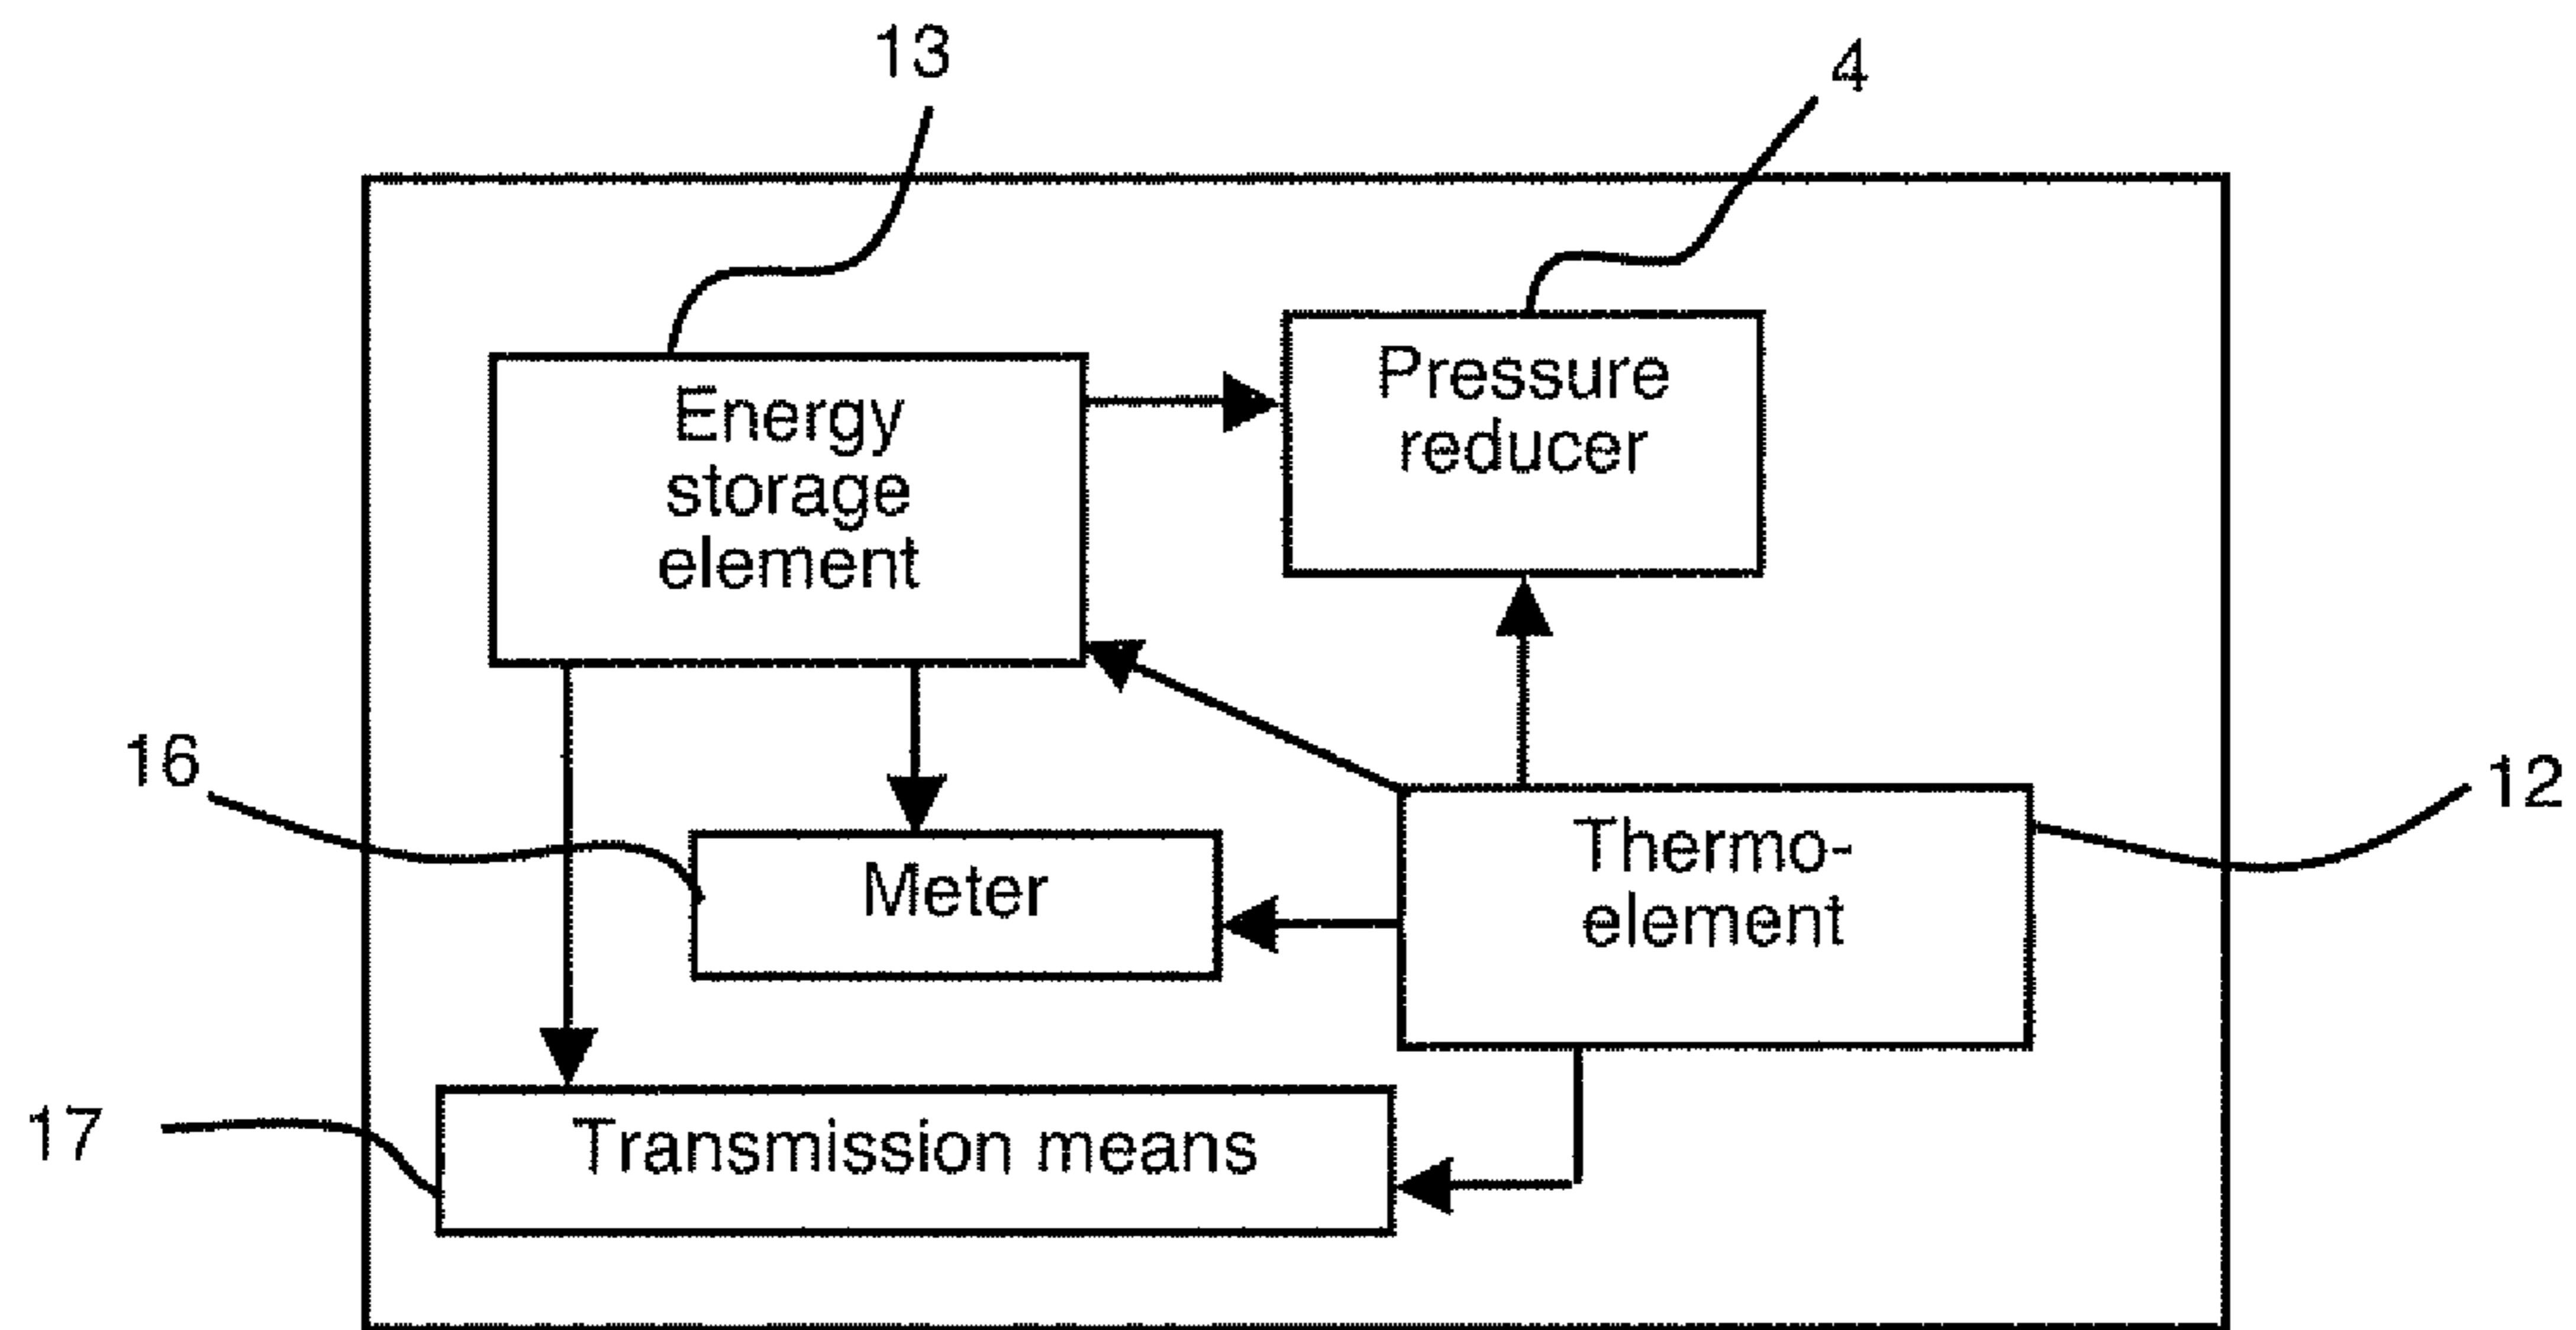 13
4
Energy
storage
element
Pressure
reducer
16
Meter
Thermo-
element
12
17
Transmission means